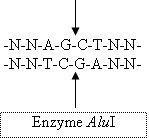 -N-N-A-G-C-T-N-N-
-N-N-T-C-G-A-N-N-
Enzyme AluI